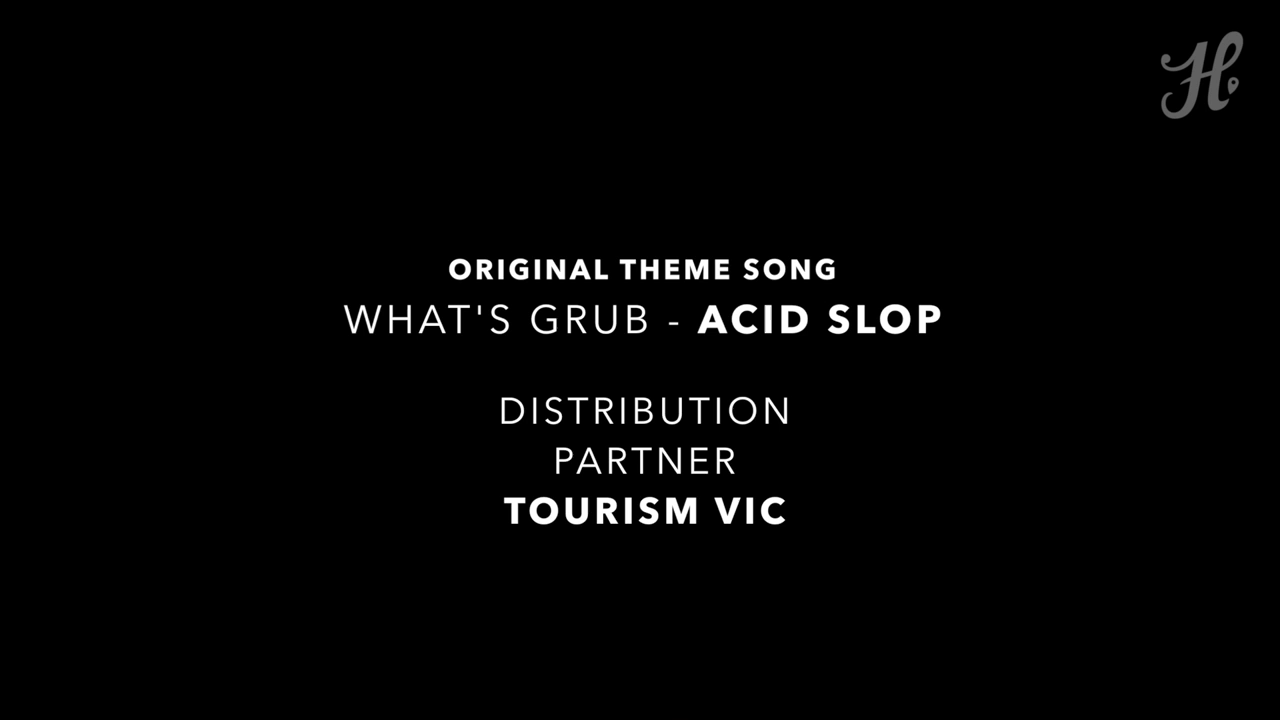 H
ORIGINAL THEME SONG
WHAT'S GRUB - ACID SLOP
DISTRIBUTION
PARTNER
TOURISM VIC